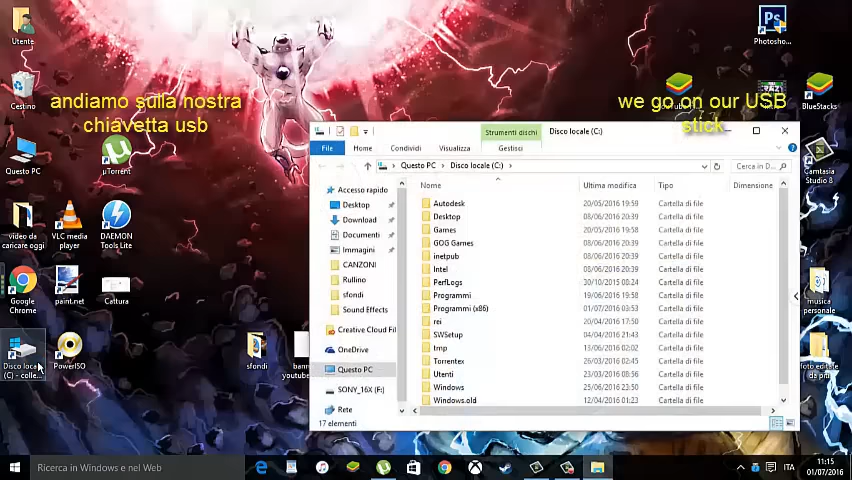 Utente
Photosho...
Cestino
andiamo sulla nostra
chiavetta usb
we go on our USB
stick
BlueStacks
Questo PC
µTorrent
Camtasia
Studio 8
video da
caricare oggi
VLC media
player
DAEMON
Tools Lite
Google
Chrome
paint.net
Cattura
musica
personale
Disco locale
(C) - colle...
PowerISO
sfondi
bann
youtube
foto editate
da più
Strumenti dischi
Disco locale (C:)
File
Home
Condividi
Visualizza
Gestisci
Questo PC
Disco locale (C:)
Cerca in D...
Accesso rapido
Desktop
Download
Documenti
Immagini
CANZONI
Rullino
sfondi
Sound Effects
Creative Cloud Fil
OneDrive
Questo PC
SONY_16X (F:)
Rete
Nome Ultima modifica Tipo Dimensione
Autodesk 20/05/2016 19:59 Cartella di file
Desktop 08/06/2016 20:39 Cartella di file
Games 08/06/2016 20:39 Cartella di file
GOG Games 08/06/2016 20:39 Cartella di file
inetpub 08/06/2016 20:39 Cartella di file
Intel 08/06/2016 20:39 Cartella di file
PerfLogs 30/10/2015 08:24 Cartella di file
Programmi 19/06/2016 19:58 Cartella di file
Programmi (x86) 01/07/2016 03:53 Cartella di file
rei 20/04/2016 17:50 Cartella di file
SWSetup 04/04/2016 21:43 Cartella di file
tmp 13/06/2016 02:02 Cartella di file
Torrentex 26/03/2016 02:45 Cartella di file
Utenti 23/03/2016 08:56 Cartella di file
Windows 25/06/2016 23:50 Cartella di file
Windows.old 12/04/2016 01:23 Cartella di file
17 elementi
Ricerca in Windows e nel Web
ITA
11:15
01/07/2016